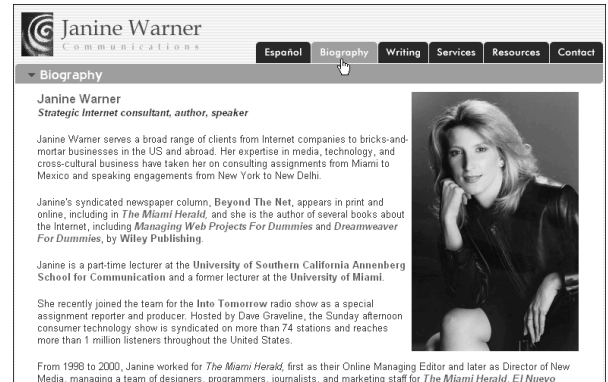 Janine Warner
Communications
Español Biography Writing Services Resources Contact
Biography
Janine Warner
Strategic Internet consultant, author, speaker
Janine Warner serves a broad range of clients from Internet companies to bricks-and-
mortar businesses in the US and abroad. Her expertise in media, technology, and
cross-cultural business have taken her on consulting assignments from Miami to
Mexico and speaking engagements from New York to New Delhi.
Janine's syndicated newspaper column, Beyond The Net, appears in print and
online, including in The Miami Herald, and she is the author of several books about
the Internet, including Managing Web Projects For Dummies and Dreamweaver
For Dummies, by Wiley Publishing.
Janine is a part-time lecturer at the University of Southern California Annenberg
School for Communication and a former lecturer at the University of Miami.
She recently joined the team for the Into Tomorrow radio show as a special
assignment reporter and producer. Hosted by Dave Graveline, the Sunday afternoon
consumer technology show is syndicated on more than 74 stations and reaches
more than 1 million listeners throughout the United States.
From 1998 to 2000, Janine worked for The Miami Herald, first as their Online Managing Editor and later as Director of New
Media, managing a team of designers, programmers, journalists, and marketing staff for The Miami Herald, El Nuevo